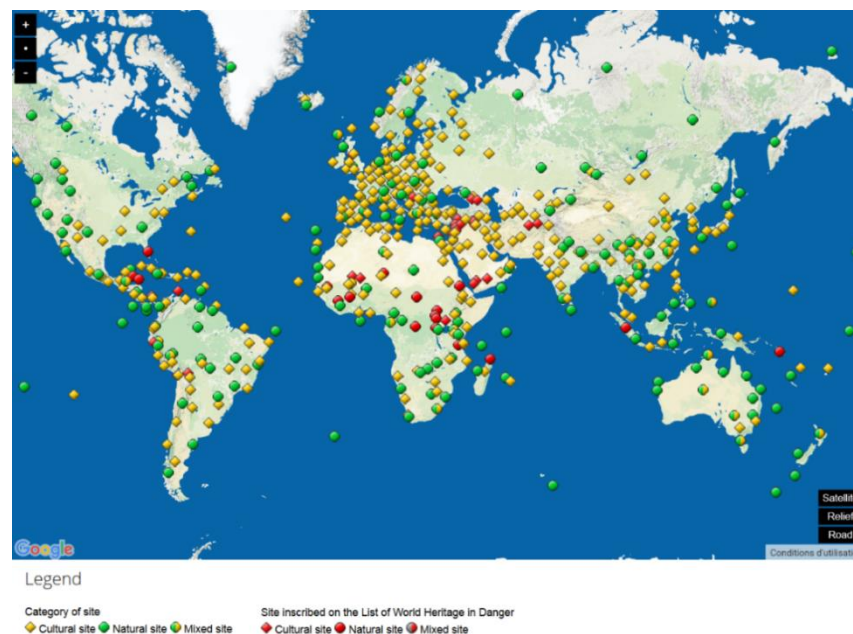 +
-
Satellit
Relief
Road
Google
Conditions d'utilisati
Legend
Category of site
Cultural site Natural site Mixed site
Site inscribed on the List of World Heritage in Danger
Cultural site Natural site Mixed site